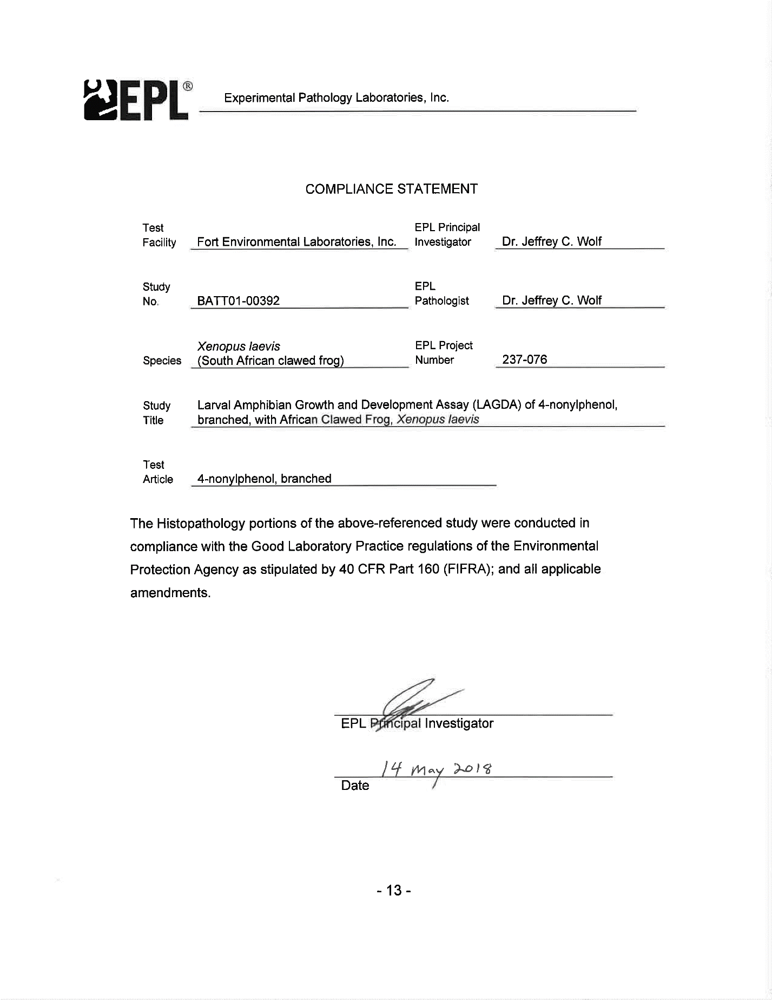 EPL® Experimental Pathology Laboratories, Inc.
COMPLIANCE STATEMENT
Test Facility Fort Environmental Laboratories, Inc. EPL Principal Investigator Dr. Jeffrey C. Wolf
Study No. BATT01-00392 EPL Pathologist Dr. Jeffrey C. Wolf
Species Xenopus laevis (South African clawed frog) EPL Project Number 237-076
Study Title Larval Amphibian Growth and Development Assay (LAGDA) of 4-nonylphenol,
branched, with African Clawed Frog, Xenopus laevis
Test Article 4-nonylphenol, branched
The Histopathology portions of the above-referenced study were conducted in
compliance with the Good Laboratory Practice regulations of the Environmental
Protection Agency as stipulated by 40 CFR Part 160 (FIFRA); and all applicable
amendments.
EPL Principal Investigator
14 May 2018
Date
- 13 -